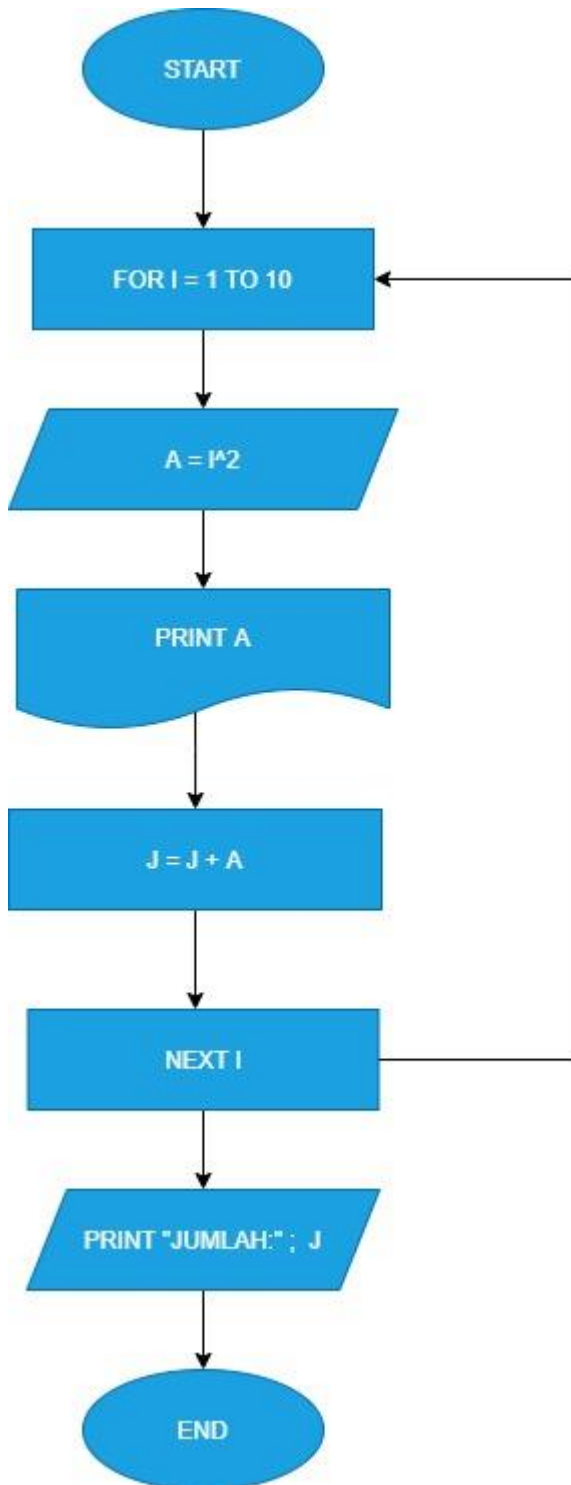 START
FOR I = 1 TO 10
A = I^2
PRINT A
J = J + A
NEXT I
PRINT "JUMLAH:" ; J
END